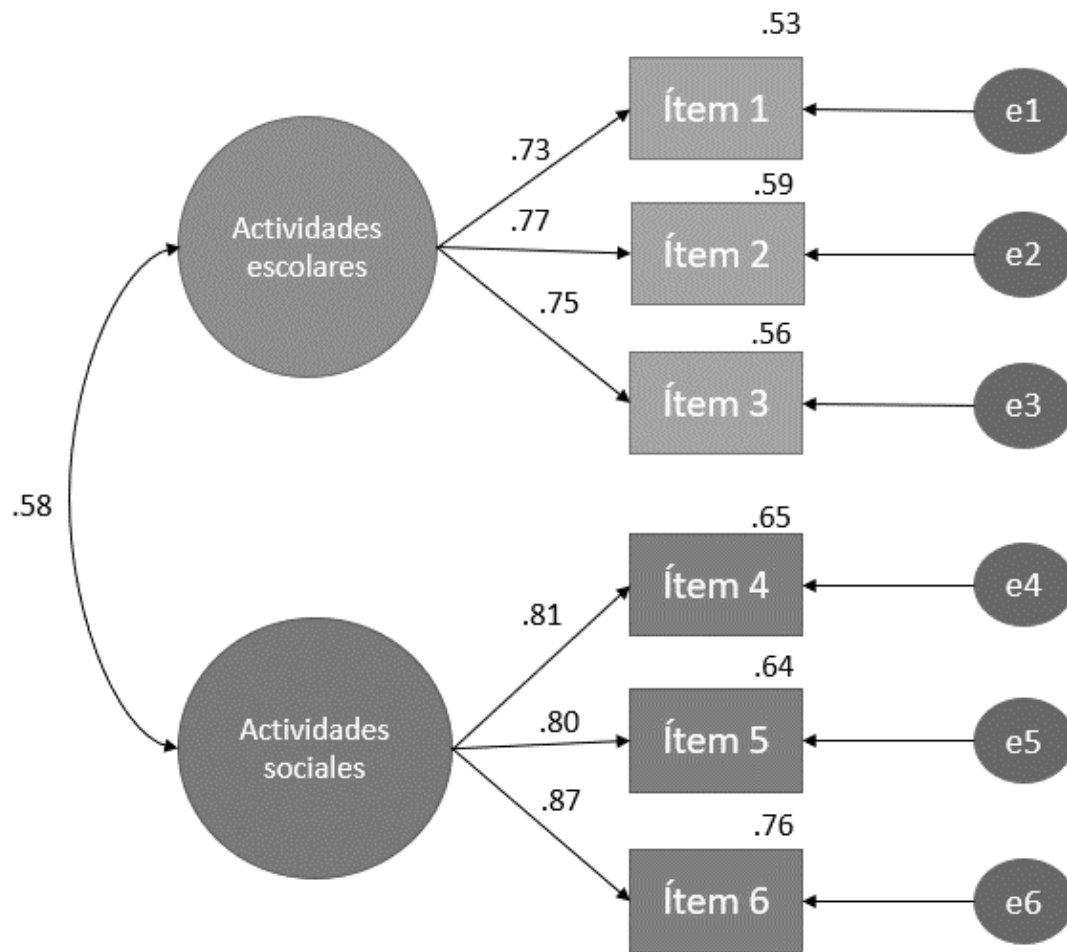 .53
Ítem 1
e1
.73
.59
Actividades
escolares
.77
Ítem 2
e2
.75
.56
Ítem 3
e3
.58
.65
Ítem 4
e4
.81
.64
Actividades
sociales
.80
Ítem 5
e5
.87
.76
Ítem 6
e6